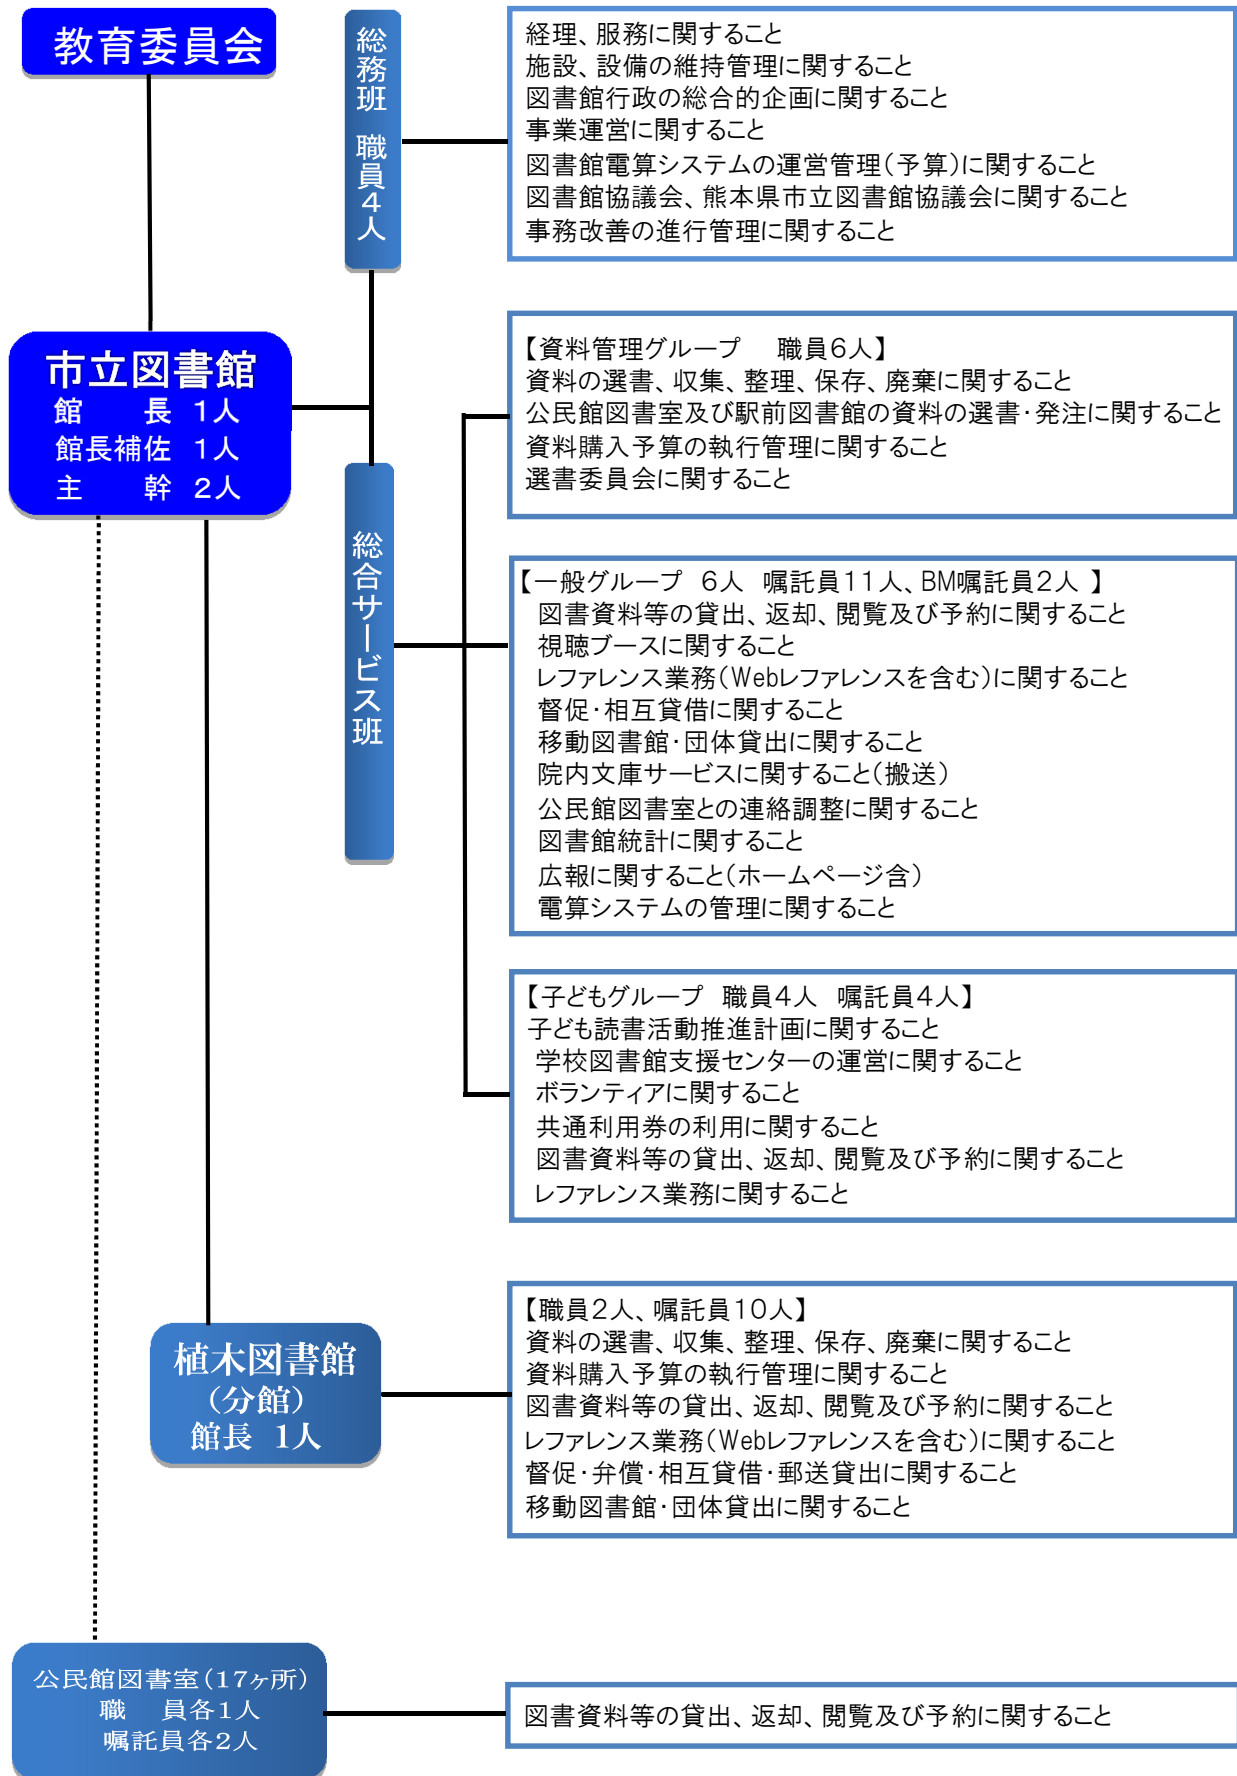 教育委員会
総務班　職員４人
経理、服務に関すること
施設、設備の維持管理に関すること
図書館行政の総合的企画に関すること
事業運営に関すること
図書館電算システムの運営管理（予算）に関すること
図書館協議会、熊本県市立図書館協議会に関すること
事務改善の進行管理に関すること
市立図書館
館　　長　１人
館長補佐　１人
主　　幹　２人
総合サービス班
【資料管理グループ　　職員６人】
資料の選書、収集、整理、保存、廃棄に関すること
公民館図書室及び駅前図書館の資料の選書・発注に関すること
資料購入予算の執行管理に関すること
選書委員会に関すること
【一般グループ　６人　嘱託員１１人、BM嘱託員２人 】
図書資料等の貸出、返却、閲覧及び予約に関すること
視聴ブースに関すること
レファレンス業務（Webレファレンスを含む）に関すること
督促・相互貸借に関すること
移動図書館・団体貸出に関すること
院内文庫サービスに関すること（搬送）
公民館図書室との連絡調整に関すること
図書館統計に関すること
広報に関すること（ホームページ含）
電算システムの管理に関すること
【子どもグループ　職員４人　嘱託員４人】
子ども読書活動推進計画に関すること
学校図書館支援センターの運営に関すること
ボランティアに関すること
共通利用券の利用に関すること
図書資料等の貸出、返却、閲覧及び予約に関すること
レファレンス業務に関すること
植木図書館
（分館）
館長　１人
【職員２人、嘱託員１０人】
資料の選書、収集、整理、保存、廃棄に関すること
資料購入予算の執行管理に関すること
図書資料等の貸出、返却、閲覧及び予約に関すること
レファレンス業務（Webレファレンスを含む）に関すること
督促・弁償・相互貸借・郵送貸出に関すること
移動図書館・団体貸出に関すること
公民館図書室（１７ヶ所）
職　　員各１人
嘱託員各２人
図書資料等の貸出、返却、閲覧及び予約に関すること